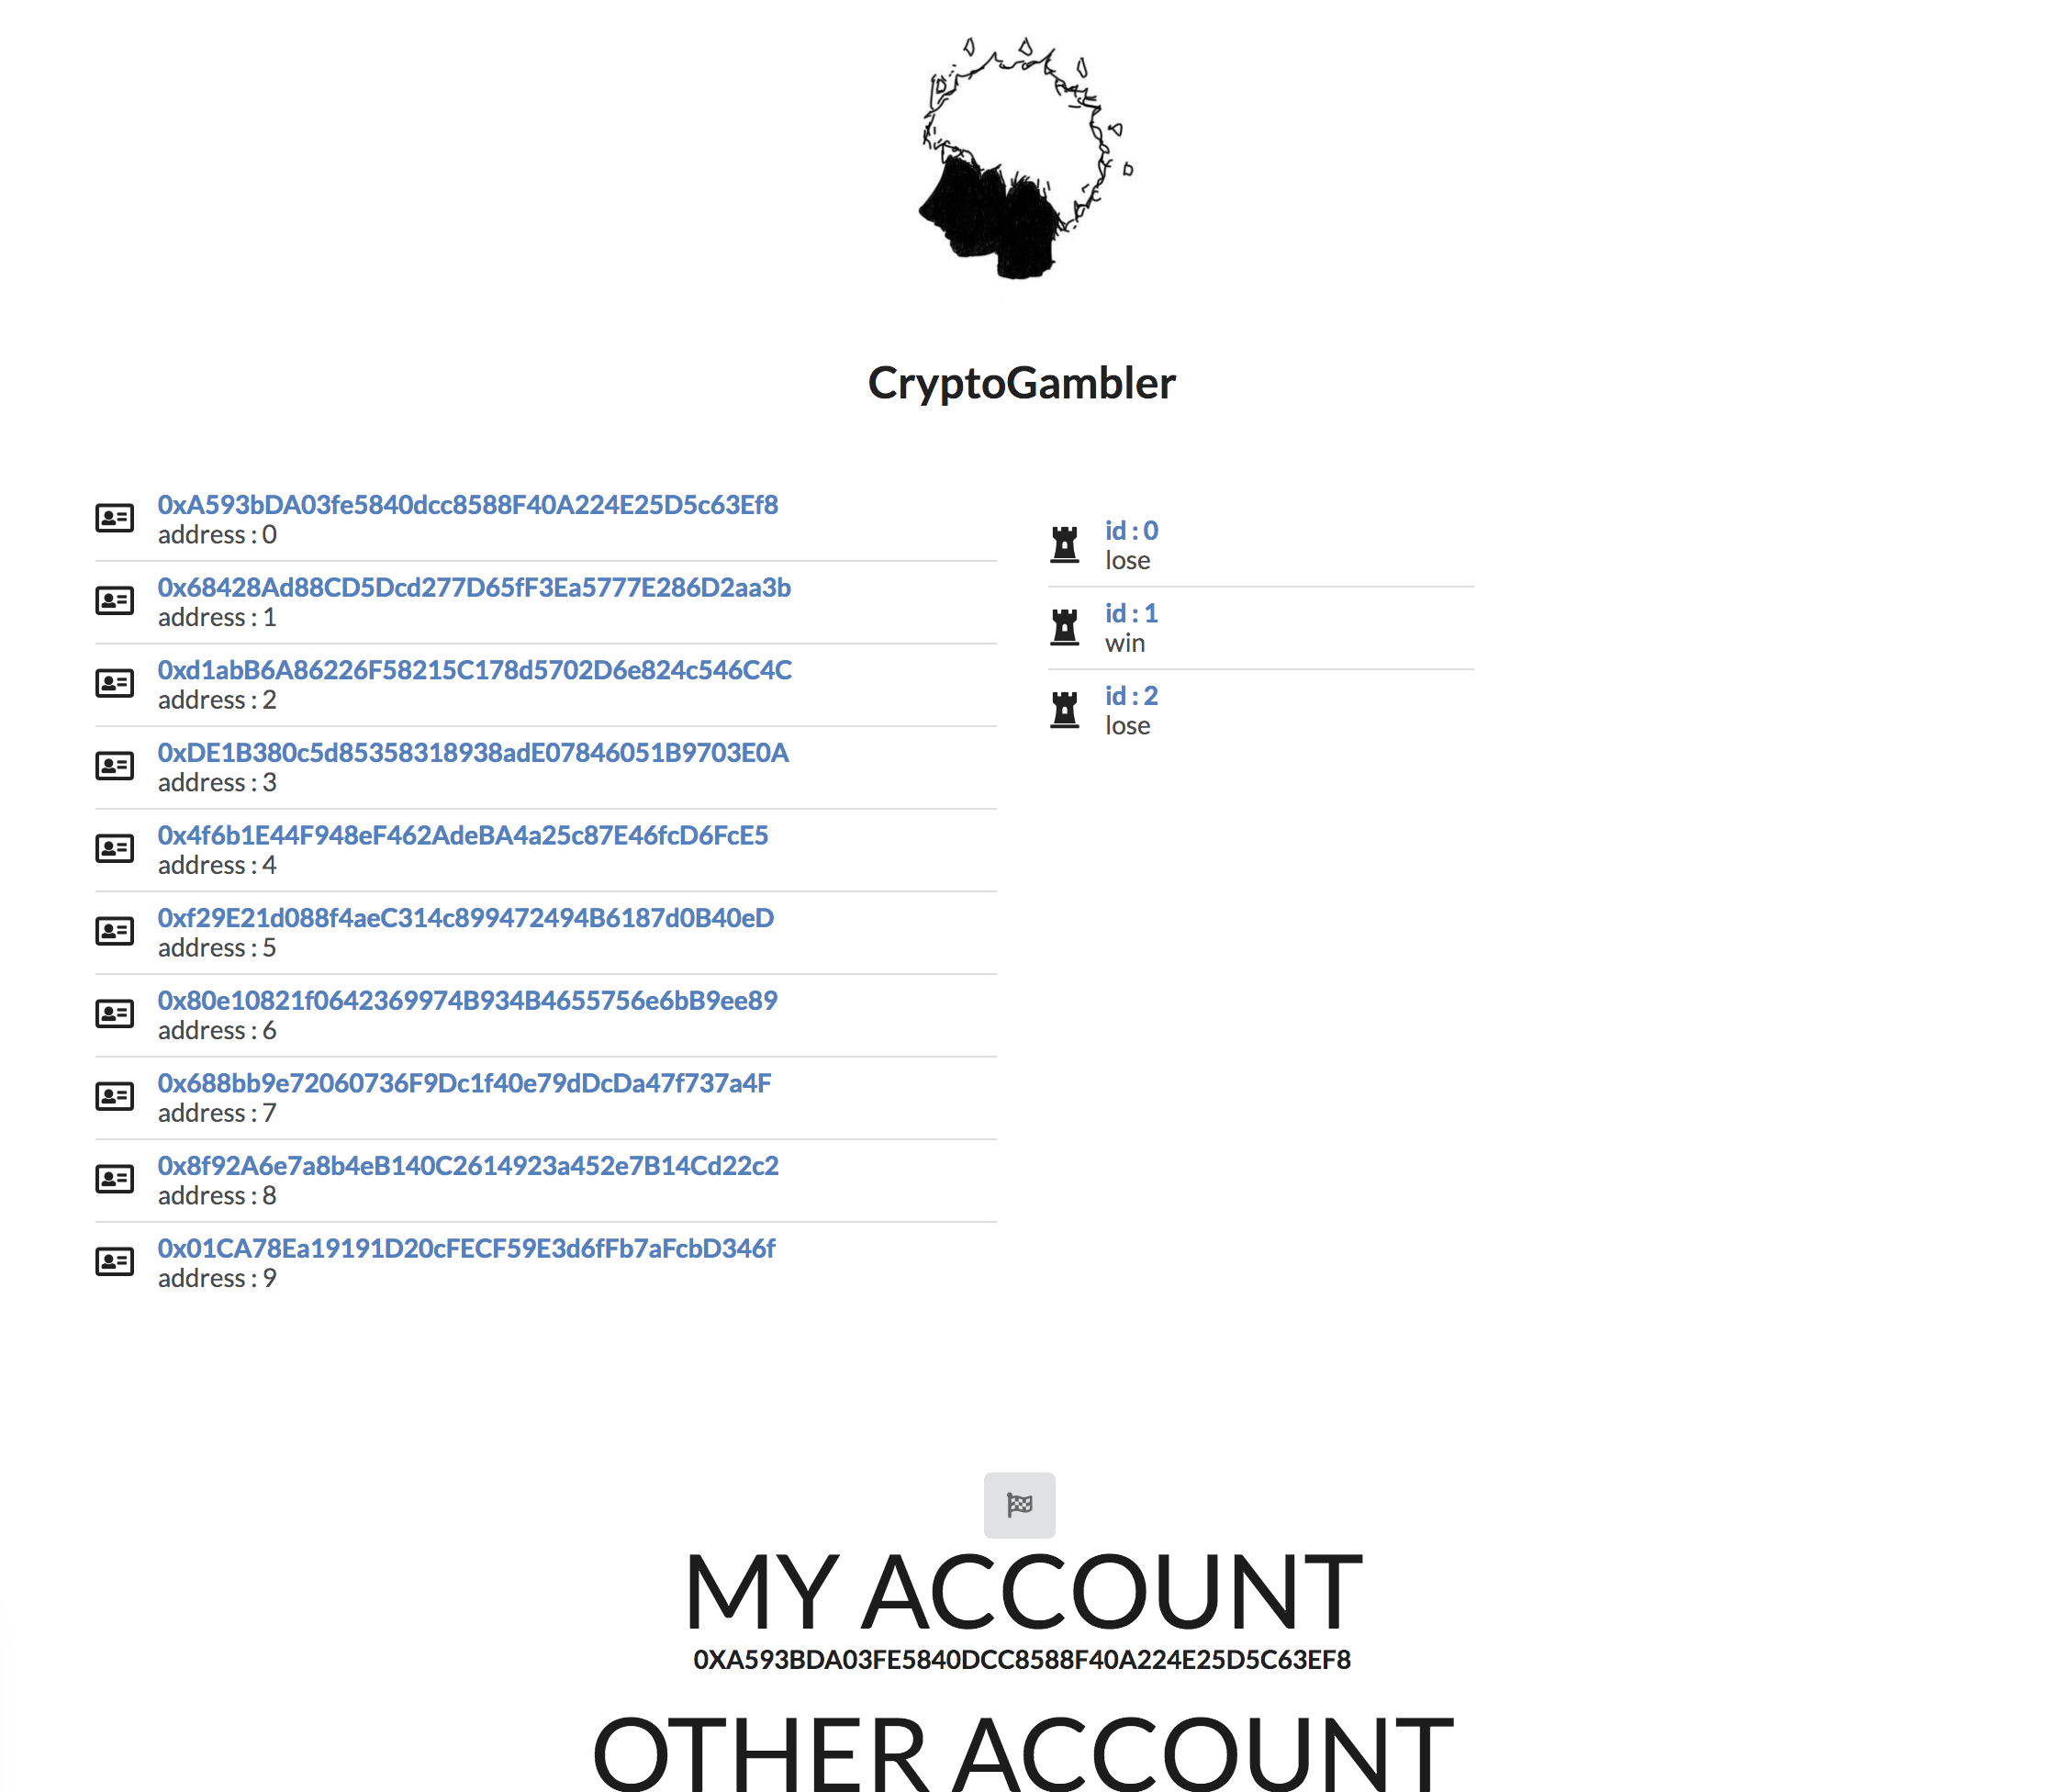 CryptoGambler
0xA593bDA03fe5840dcc8588F40A224E25D5c63Ef8
address : 0
0x68428Ad88CD5Dcd277D65fF3Ea5777E286D2aa3b
address : 1
0xd1abB6A86226F58215C178d5702D6e824c546C4C
address : 2
0xDE1B380c5d85358318938adE07846051B9703E0A
address : 3
0x4f6b1E44F948eF462AdeBA4a25c87E46fcD6FcE5
address : 4
0xf29E21d088f4aeC314c899472494B6187d0B40eD
address : 5
0x80e10821f0642369974B934B4655756e6bB9ee89
address : 6
0x688bb9e72060736F9Dc1f40e79dDcDa47f737a4F
address : 7
0x8f92A6e7a8b4eB140C2614923a452e7B14Cd22c2
address : 8
0x01CA78Ea19191D20cFECF59E3d6fFb7aFcbD346f
address : 9
id : 0
lose
id : 1
win
id : 2
lose
MY ACCOUNT
0XA593BDA03FE5840DCC8588F40A224E25D5C63EF8
OTHER ACCOUNT